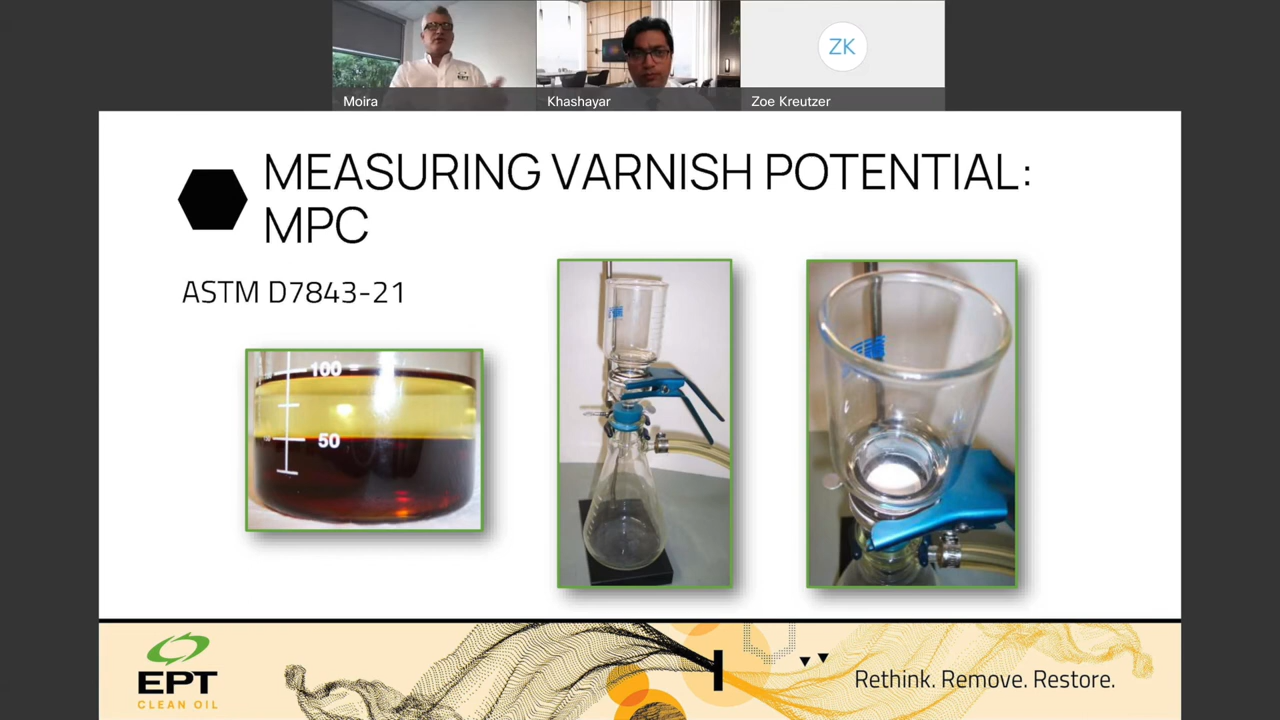 ZK
Moira
Khashayar
Zoe Kreutzer
MEASURING VARNISH POTENTIAL:
MPC
ASTM D7843-21
100
50
EPT
CLEAN OIL
Rethink. Remove. Restore.